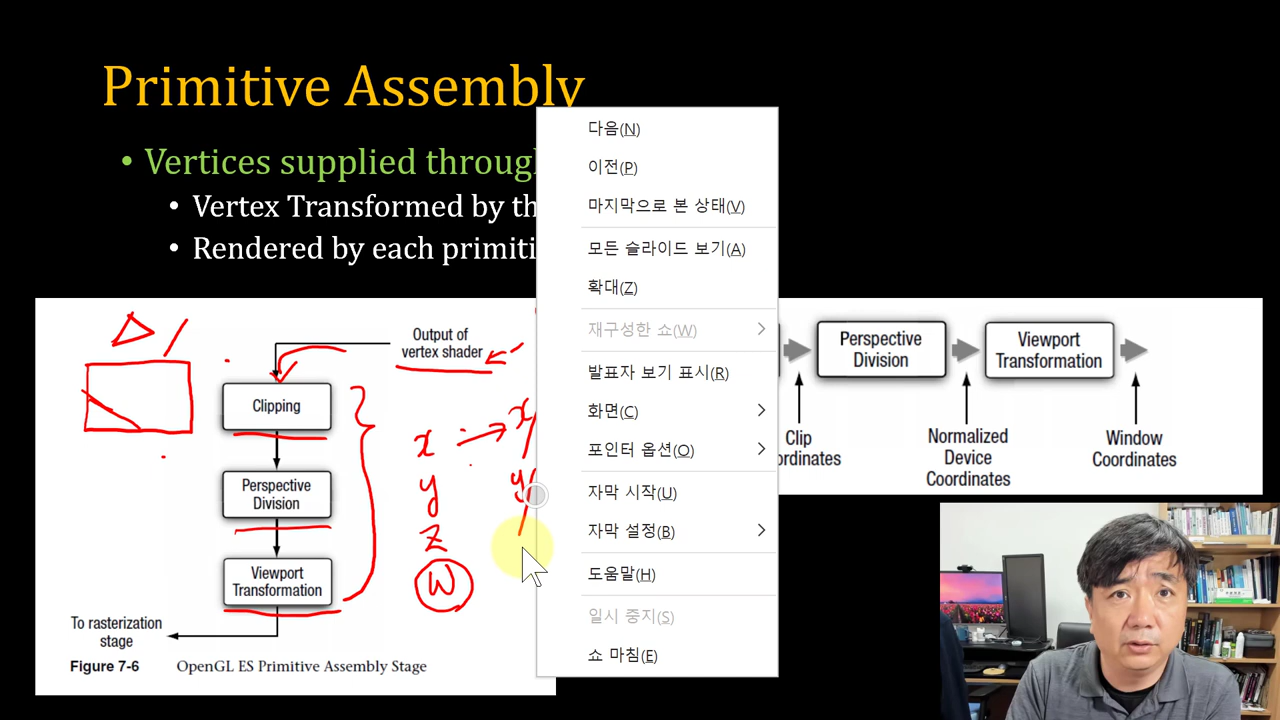 Primitive Assembly
• Vertices supplied throug
• Vertex Transformed by th
• Rendered by each primiti
다음(N)
이전(P)
마지막으로 본 상태(V)
모든 슬라이드 보기(A)
확대(Z)
재구성한 쇼(W)
발표자 보기 표시(R)
화면(C)
포인터 옵션(O)
자막 시작(U)
자막 설정(B)
도움말(H)
일시 중지(S)
쇼 마침(E)
Output of
vertex shader
Clipping
Perspective
Division
Viewport
Transformation
To rasterization
stage
Figure 7-6 OpenGL ES Primitive Assembly Stage
x → x/
y y/
z
w
Perspective
Division
Viewport
Transformation
Clip
ordinates
Normalized
Device
Coordinates
Window
Coordinates